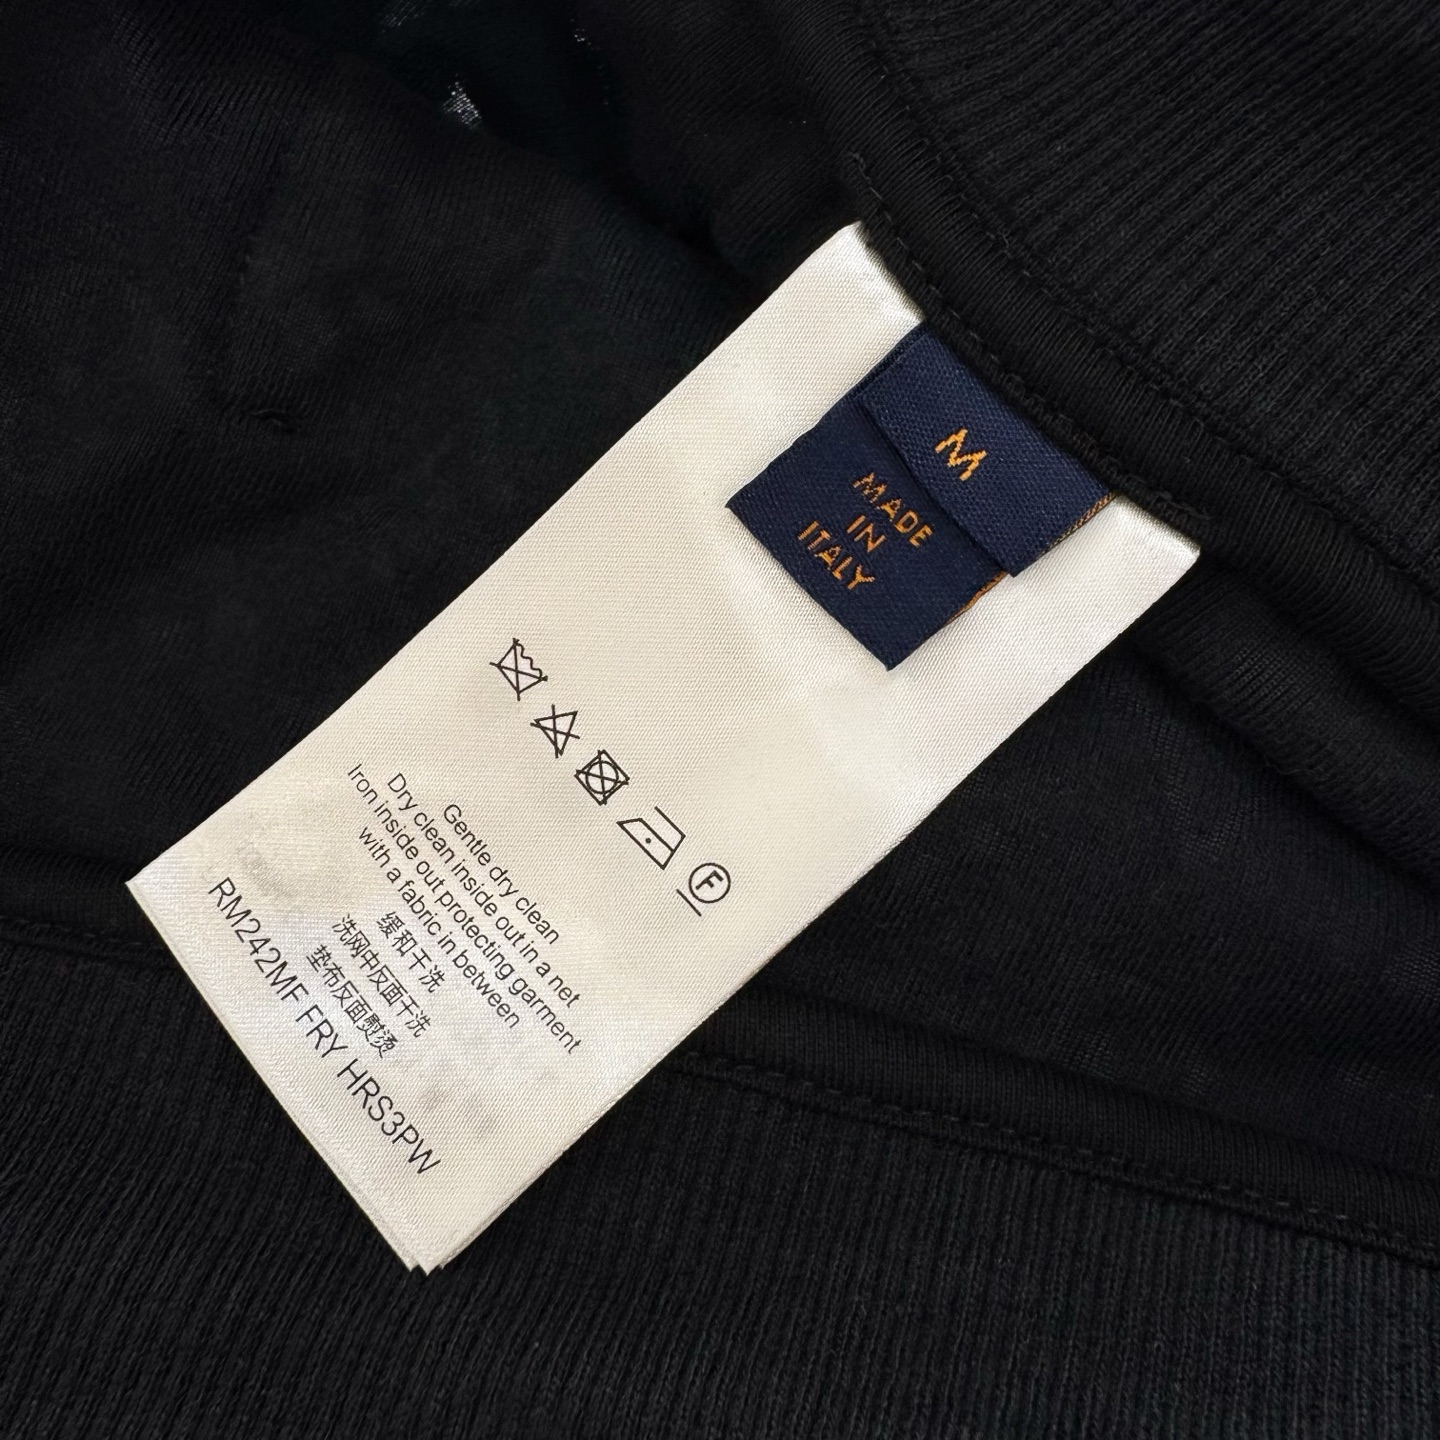 M
MADE
IN
ITALY
F
Gentle dry clean
Dry clean inside out in a net
Iron inside out protecting garment
with a fabric in between
缓和干洗
洗网中反面干洗
垫布反面熨烫
RM242MF FRY HRS3PW